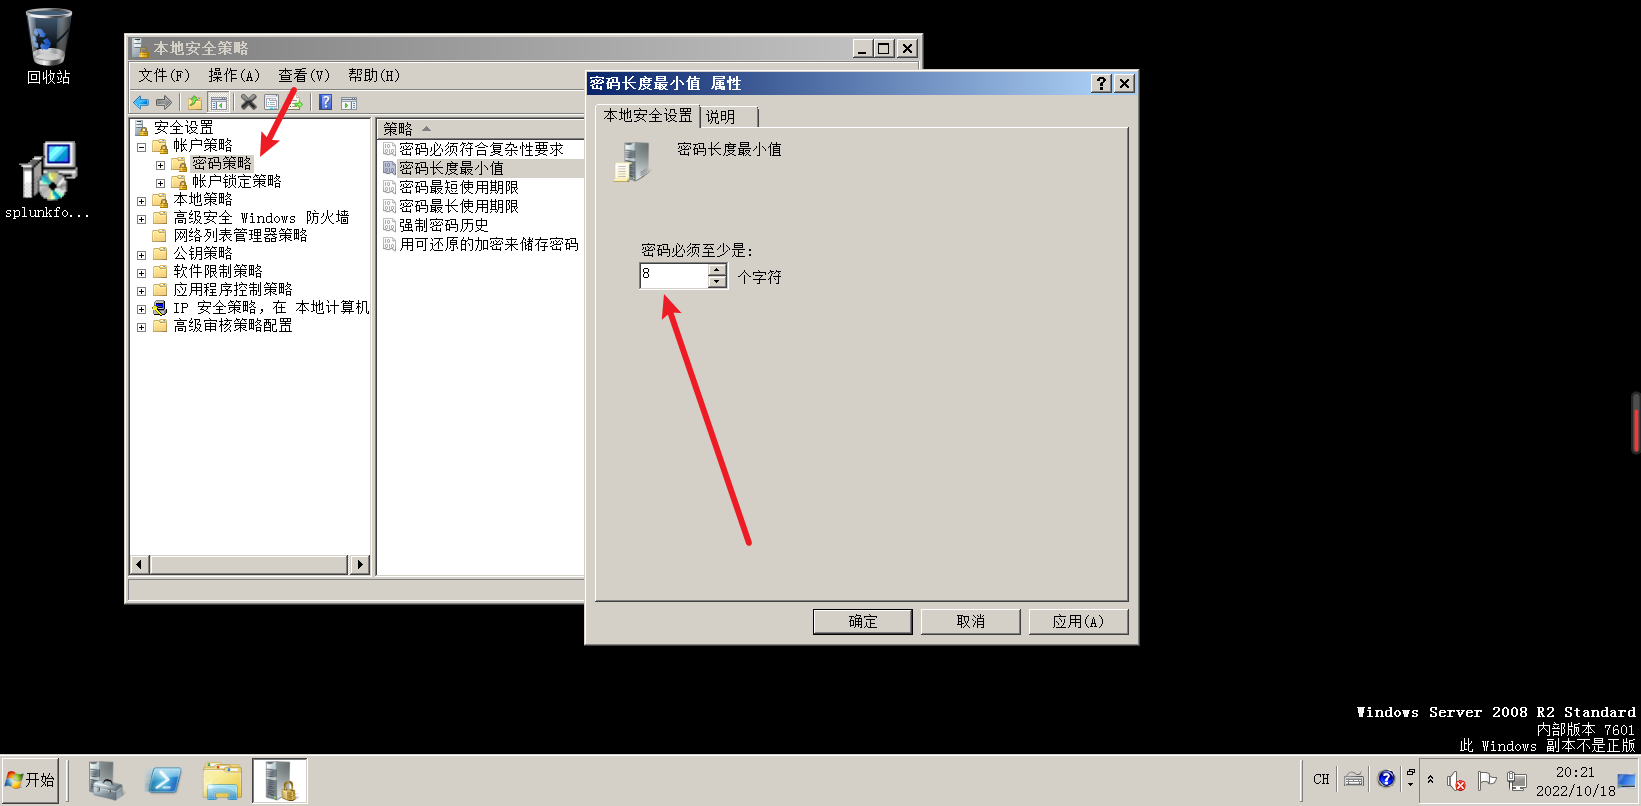 回收站
splunkfo...
本地安全策略
文件(F) 操作(A) 查看(V) 帮助(H)
安全设置
帐户策略
密码策略
帐户锁定策略
本地策略
高级安全 Windows 防火墙
网络列表管理器策略
公钥策略
软件限制策略
应用程序控制策略
IP 安全策略，在 本地计算机
高级审核策略配置
策略
密码必须符合复杂性要求
密码长度最小值
密码最短使用期限
密码最长使用期限
强制密码历史
用可还原的加密来储存密码
密码长度最小值 属性
本地安全设置 说明
密码长度最小值
密码必须至少是:
8 个字符
确定 取消 应用(A)
Windows Server 2008 R2 Standard
内部版本 7601
此 Windows 副本不是正版
开始
CH
20:21
2022/10/18